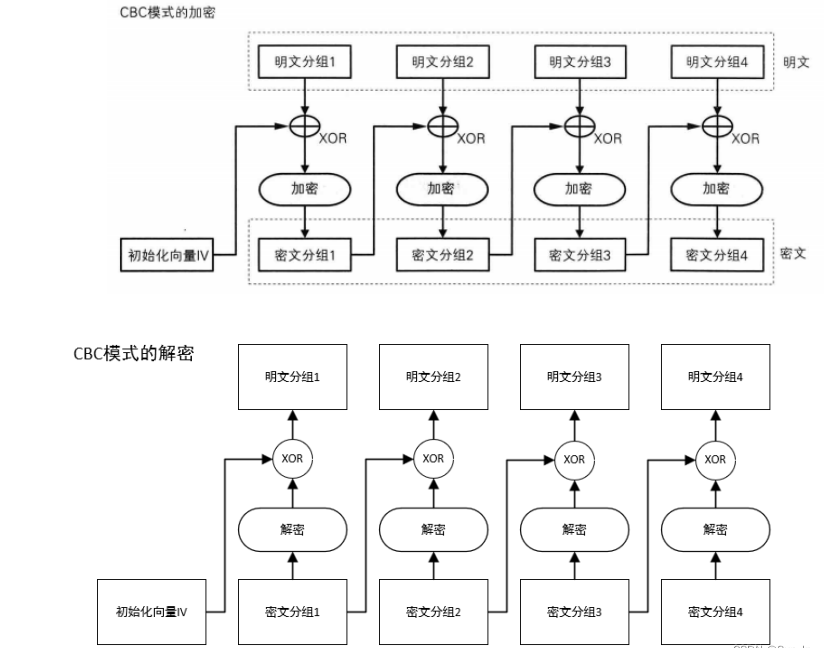 CBC模式的加密
明文分组1 明文分组2 明文分组3 明文分组4 明文
XOR XOR XOR XOR
加密 加密 加密 加密
初始化向量IV 密文分组1 密文分组2 密文分组3 密文分组4 密文
CBC模式的解密
明文分组1 明文分组2 明文分组3 明文分组4
XOR XOR XOR XOR
解密 解密 解密 解密
初始化向量IV 密文分组1 密文分组2 密文分组3 密文分组4